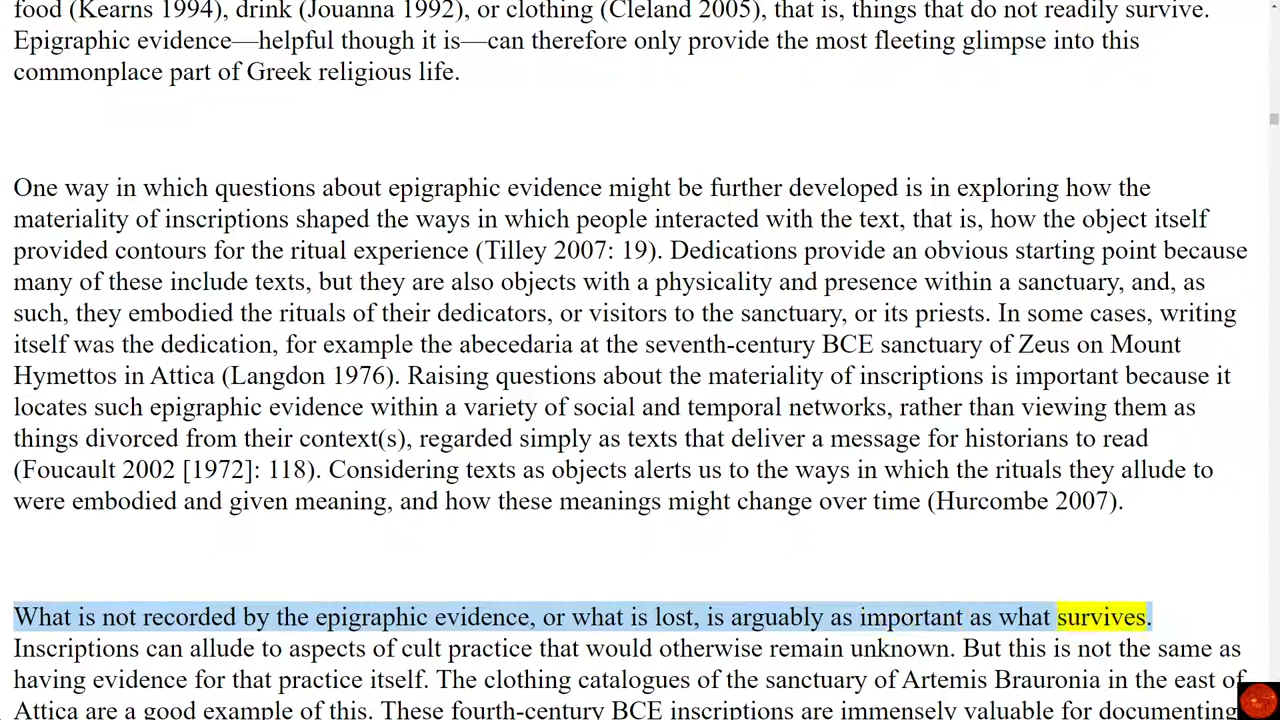 food (Kearns 1994), drink (Jouanna 1992), or clothing (Cleland 2005), that is, things that do not readily survive.
Epigraphic evidence—helpful though it is—can therefore only provide the most fleeting glimpse into this
commonplace part of Greek religious life.
One way in which questions about epigraphic evidence might be further developed is in exploring how the
materiality of inscriptions shaped the ways in which people interacted with the text, that is, how the object itself
provided contours for the ritual experience (Tilley 2007: 19). Dedications provide an obvious starting point because
many of these include texts, but they are also objects with a physicality and presence within a sanctuary, and, as
such, they embodied the rituals of their dedicators, or visitors to the sanctuary, or its priests. In some cases, writing
itself was the dedication, for example the abecedaria at the seventh-century BCE sanctuary of Zeus on Mount
Hymettos in Attica (Langdon 1976). Raising questions about the materiality of inscriptions is important because it
locates such epigraphic evidence within a variety of social and temporal networks, rather than viewing them as
things divorced from their context(s), regarded simply as texts that deliver a message for historians to read
(Foucault 2002 [1972]: 118). Considering texts as objects alerts us to the ways in which the rituals they allude to
were embodied and given meaning, and how these meanings might change over time (Hurcombe 2007).
What is not recorded by the epigraphic evidence, or what is lost, is arguably as important as what survives.
Inscriptions can allude to aspects of cult practice that would otherwise remain unknown. But this is not the same as
having evidence for that practice itself. The clothing catalogues of the sanctuary of Artemis Brauronia in the east of
Attica are a good example of this. These fourth-century BCE inscriptions are immensely valuable for documenting